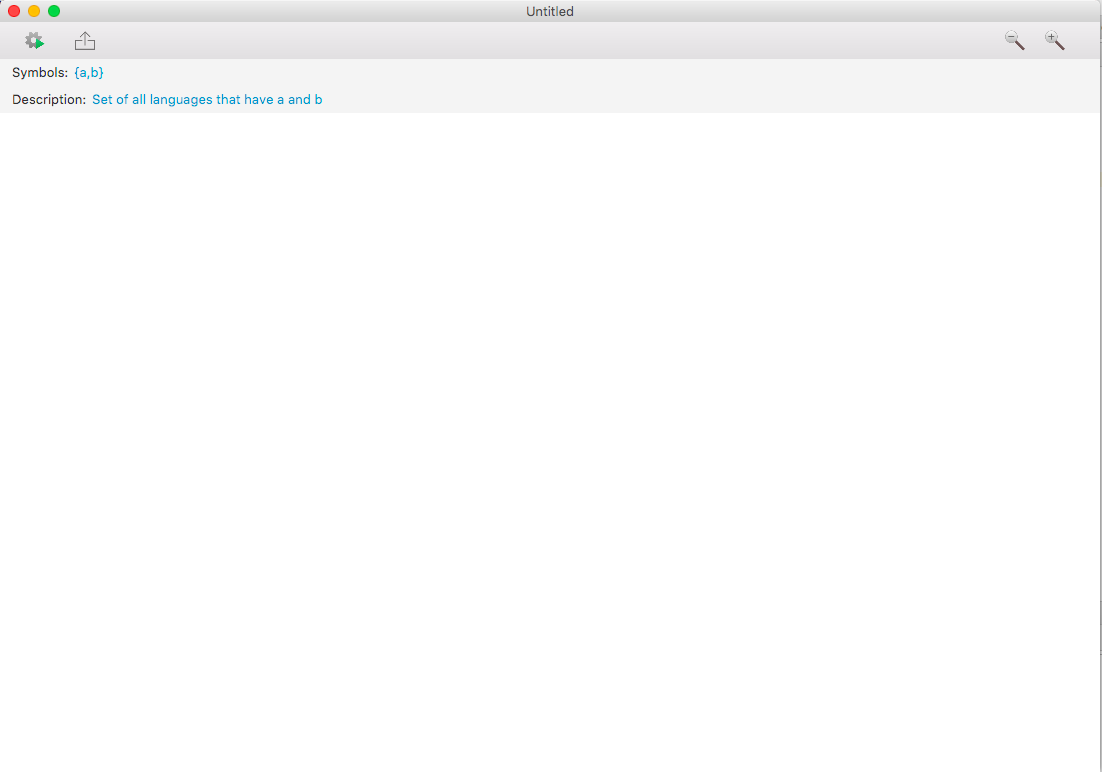 Untitled
Symbols: {a,b}
Description: Set of all languages that have a and b